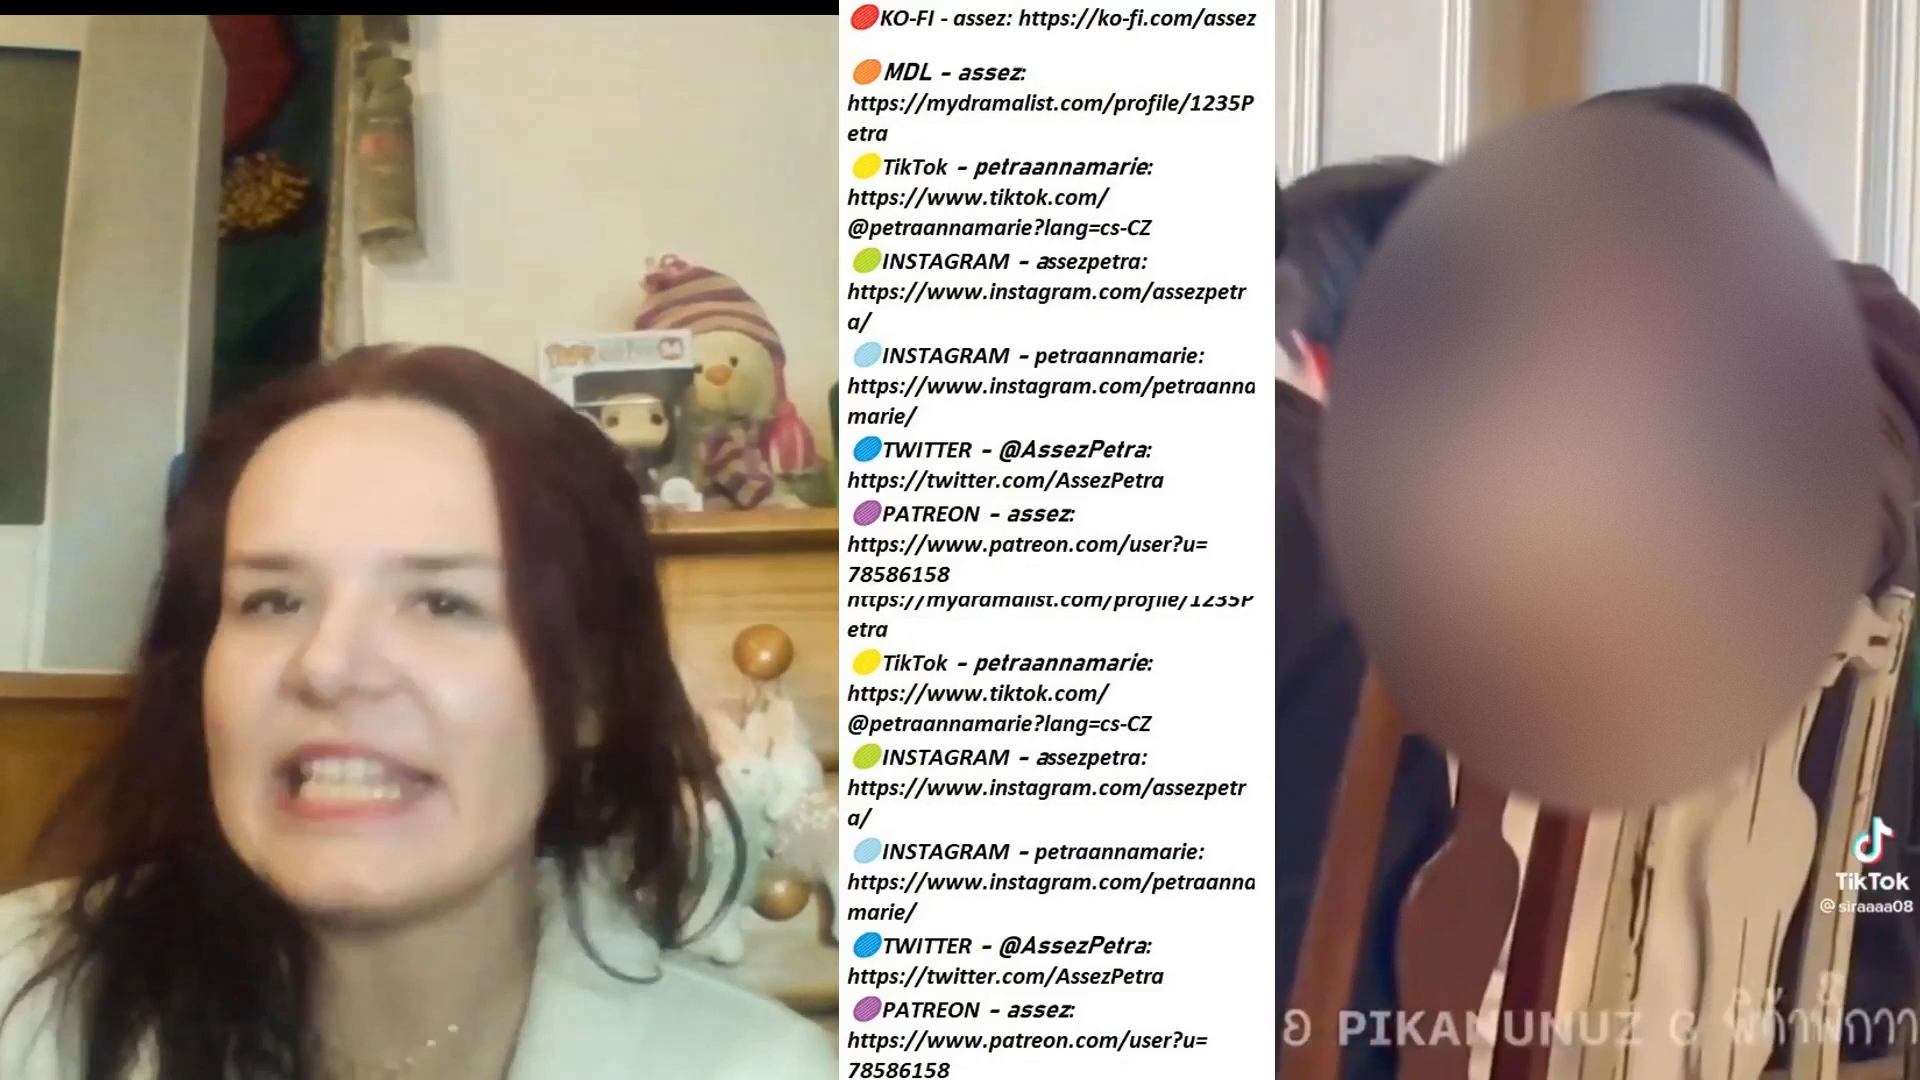 KO-FI - assez: https://ko-fi.com/assez
MDL - assez:
https://mydramalist.com/profile/1235P
etra
TikTok - petraannamarie:
https://www.tiktok.com/
@petraannamarie?lang=cs-CZ
INSTAGRAM - assezpetra:
https://www.instagram.com/assezpetr
a/
INSTAGRAM - petraannamarie:
https://www.instagram.com/petraanna
marie/
TWITTER - @AssezPetra:
https://twitter.com/AssezPetra
PATREON - assez:
https://www.patreon.com/user?u=
78586158
https://mydramalist.com/profile/1235P
etra
TikTok - petraannamarie:
https://www.tiktok.com/
@petraannamarie?lang=cs-CZ
INSTAGRAM - assezpetra:
https://www.instagram.com/assezpetr
a/
INSTAGRAM - petraannamarie:
https://www.instagram.com/petraanna
marie/
TWITTER - @AssezPetra:
https://twitter.com/AssezPetra
PATREON - assez:
https://www.patreon.com/user?u=
78586158
TikTok
@siraaaa08
PIKANUNUZ